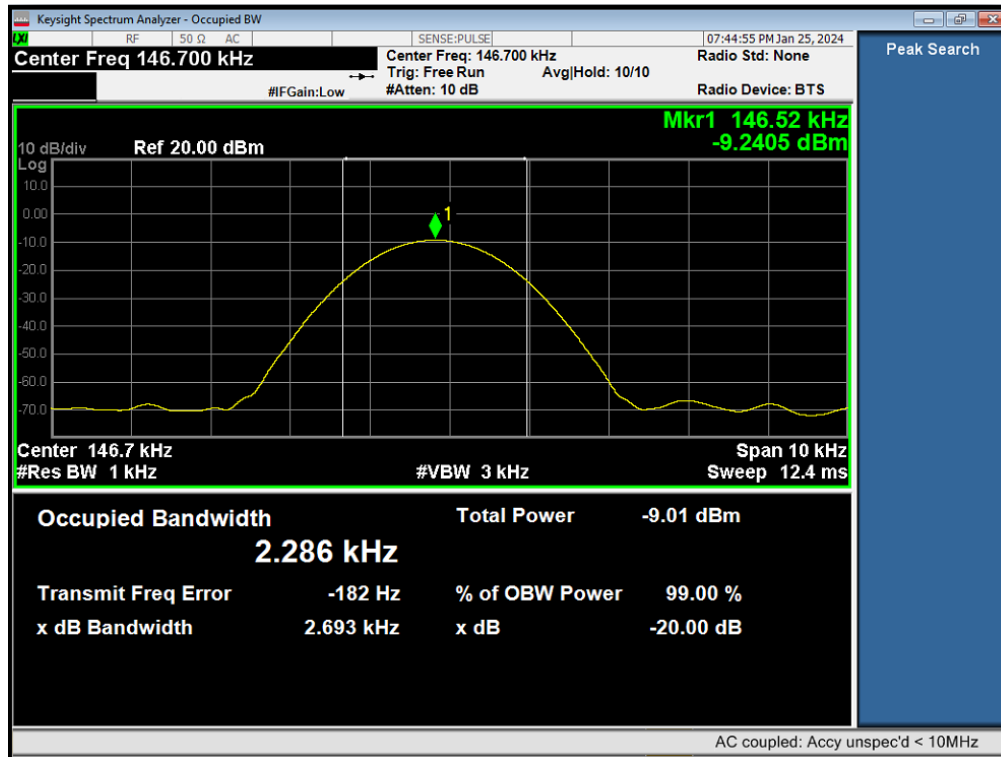 Keysight Spectrum Analyzer - Occupied BW
LXI RF 50 Ω AC SENSE:PULSE 07:44:55 PM Jan 25, 2024
Center Freq 146.700 kHz Center Freq: 146.700 kHz Radio Std: None
Trig: Free Run Avg|Hold: 10/10
#IFGain:Low #Atten: 10 dB Radio Device: BTS
Peak Search
Mkr1 146.52 kHz
10 dB/div Ref 20.00 dBm -9.2405 dBm
Log
10.0
0.00
-10.0
-20.0
-30.0
-40.0
-50.0
-60.0
-70.0
1
Center 146.7 kHz Span 10 kHz
#Res BW 1 kHz #VBW 3 kHz Sweep 12.4 ms
Occupied Bandwidth Total Power -9.01 dBm
2.286 kHz
Transmit Freq Error -182 Hz % of OBW Power 99.00 %
x dB Bandwidth 2.693 kHz x dB -20.00 dB
AC coupled: Accy unspec'd < 10MHz